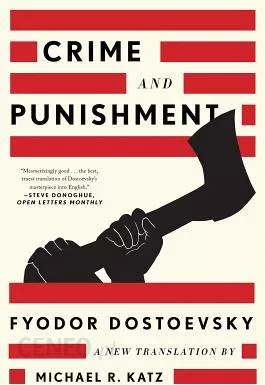 CRIME
AND
PUNISHMENT
"Mesmerizingly good . . . the best,
truest translation of Dostoevsky's
masterpiece into English."
—STEVE DONOGHUE,
OPEN LETTERS MONTHLY
FYODOR DOSTOEVSKY
A NEW TRANSLATION BY
MICHAEL R. KATZ